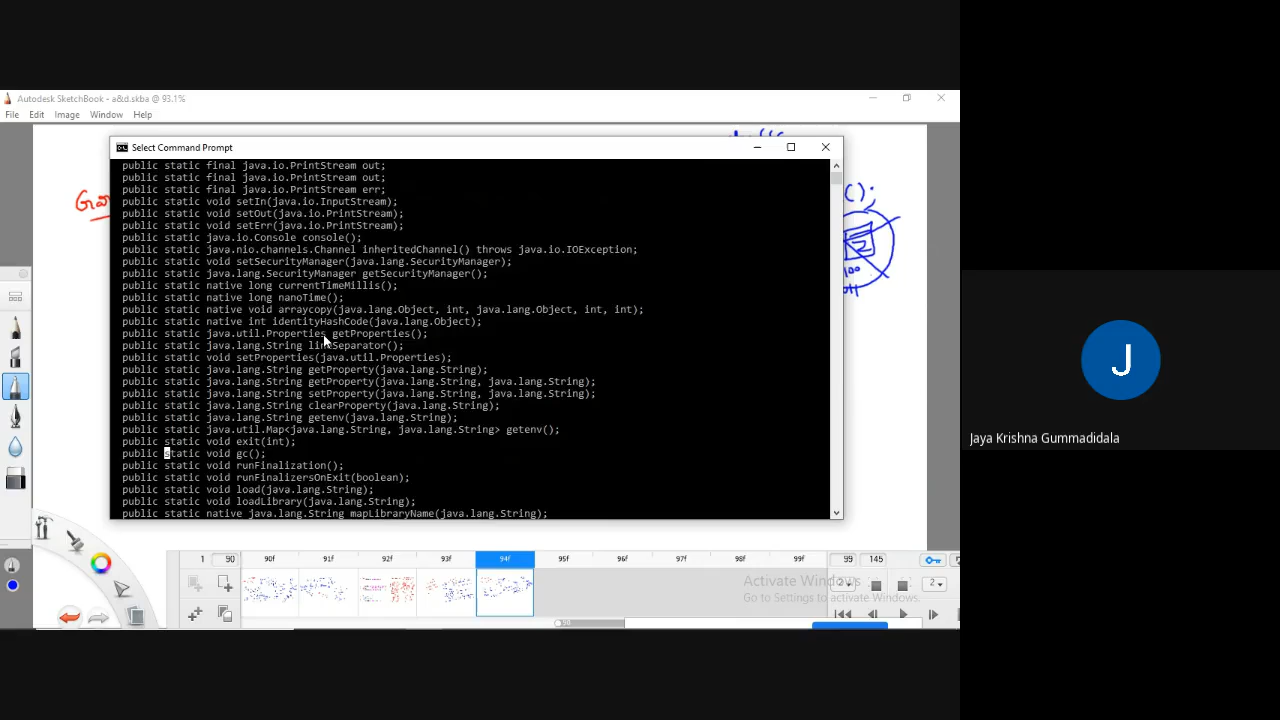 Autodesk SketchBook - a&d.skba @ 93.1%
File Edit Image Window Help
Select Command Prompt
public static final java.io.PrintStream out;
public static final java.io.PrintStream out;
public static final java.io.PrintStream err;
public static void setIn(java.io.InputStream);
public static void setOut(java.io.PrintStream);
public static void setErr(java.io.PrintStream);
public static java.io.Console console();
public static java.nio.channels.Channel inheritedChannel() throws java.io.IOException;
public static void setSecurityManager(java.lang.SecurityManager);
public static java.lang.SecurityManager getSecurityManager();
public static native long currentTimeMillis();
public static native long nanoTime();
public static native void arraycopy(java.lang.Object, int, java.lang.Object, int, int);
public static native int identityHashCode(java.lang.Object);
public static java.util.Properties getProperties();
public static java.lang.String lineSeparator();
public static void setProperties(java.util.Properties);
public static java.lang.String getProperty(java.lang.String);
public static java.lang.String getProperty(java.lang.String, java.lang.String);
public static java.lang.String setProperty(java.lang.String, java.lang.String);
public static java.lang.String clearProperty(java.lang.String);
public static java.lang.String getenv(java.lang.String);
public static java.util.Map<java.lang.String, java.lang.String> getenv();
public static void exit(int);
public static void gc();
public static void runFinalization();
public static void runFinalizersOnExit(boolean);
public static void load(java.lang.String);
public static void loadLibrary(java.lang.String);
public static native java.lang.String mapLibraryName(java.lang.String);
();
2
100
J
Jaya Krishna Gummadidala
1 90 90f 91f 92f 93f 94f 95f 96f 97f 98f 99f 99 145
Activate Windows
Go to Settings to activate Windows.
2